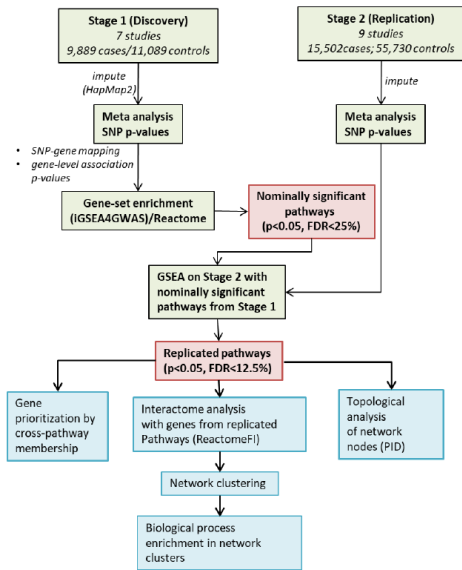 Stage 1 (Discovery)
7 studies
9,889 cases/11,089 controls
Stage 2 (Replication)
9 studies
15,502cases; 55,730 controls
impute
(HapMap2)
impute
Meta analysis
SNP p-values
Meta analysis
SNP p-values
• SNP-gene mapping
• gene-level association
p-values
Gene-set enrichment
(iGSEA4GWAS)/Reactome
Nominally significant
pathways
(p<0.05, FDR<25%)
GSEA on Stage 2 with
nominally significant
pathways from Stage 1
Replicated pathways
(p<0.05, FDR<12.5%)
Gene
prioritization by
cross-pathway
membership
Interactome analysis
with genes from replicated
Pathways (ReactomeFI)
Topological
analysis
of network
nodes (PID)
Network clustering
Biological process
enrichment in network
clusters